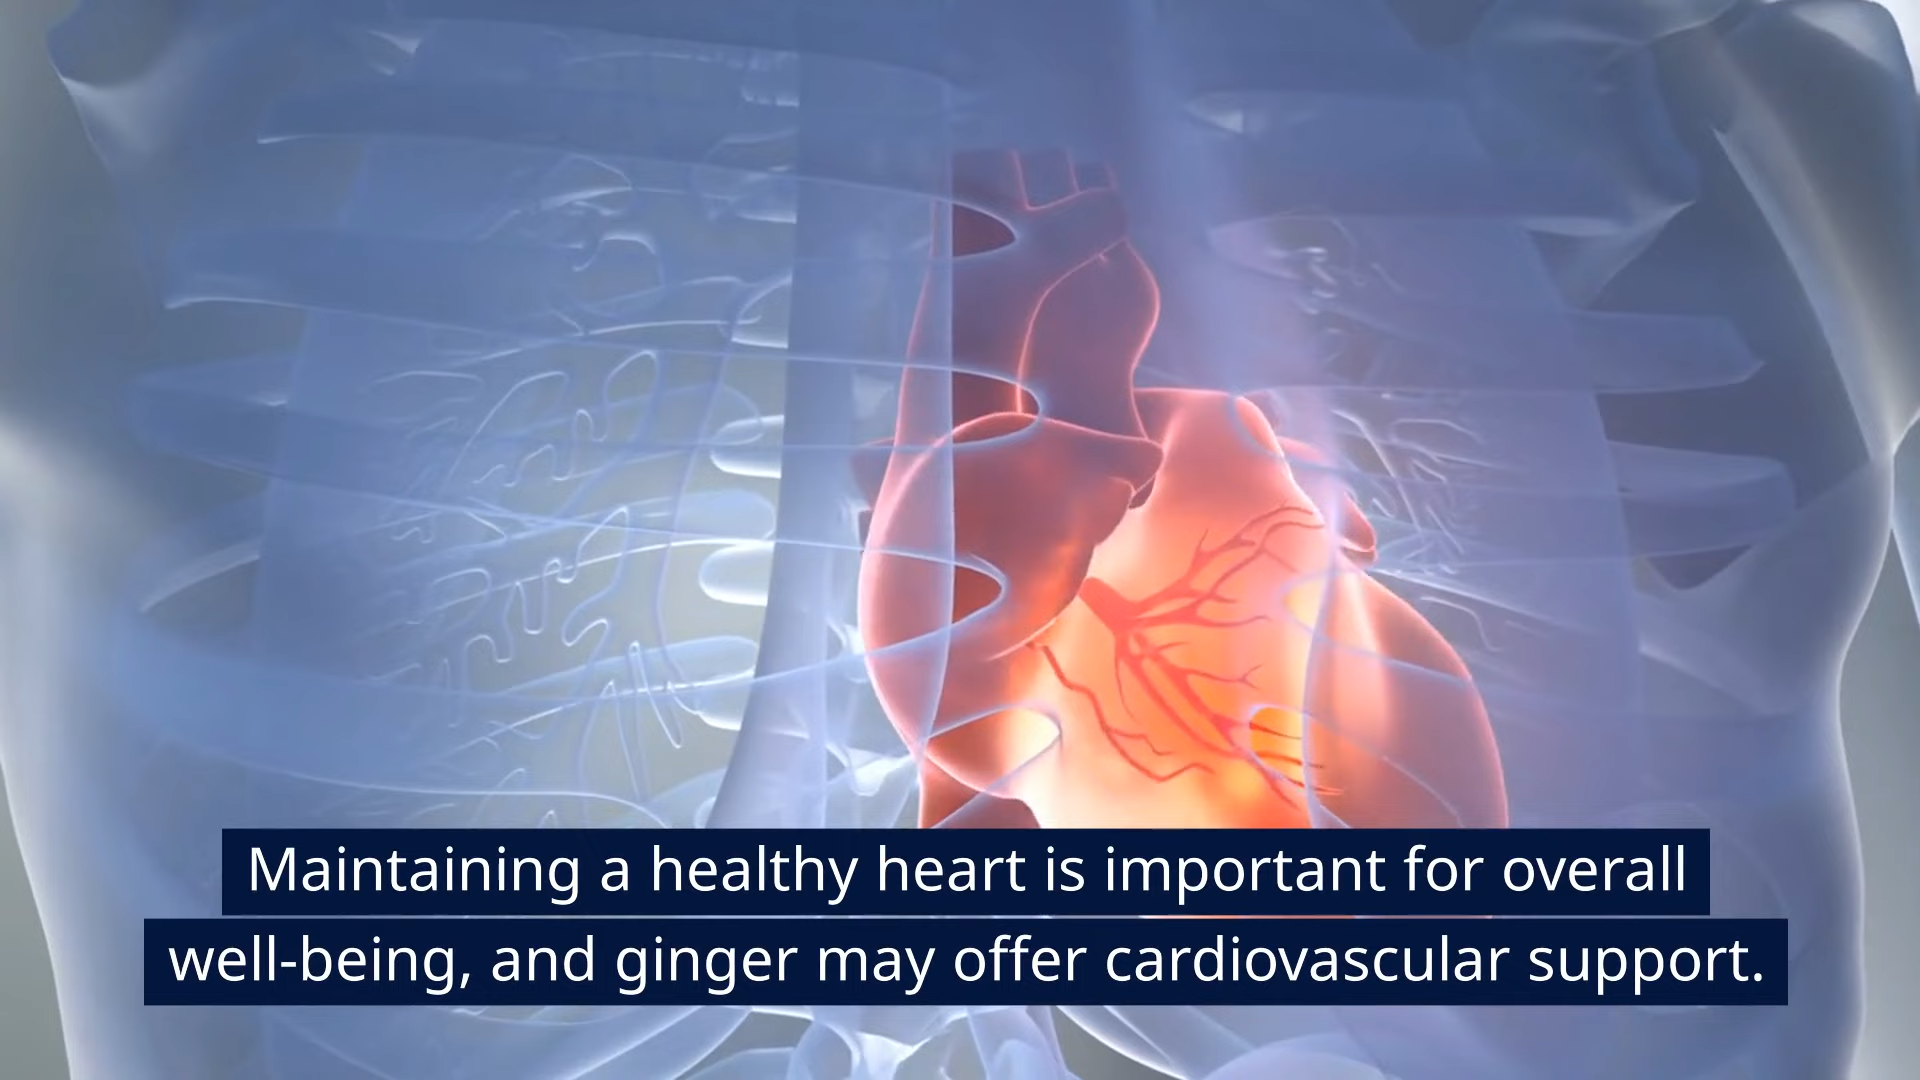 Maintaining a healthy heart is important for overall
well-being, and ginger may offer cardiovascular support.